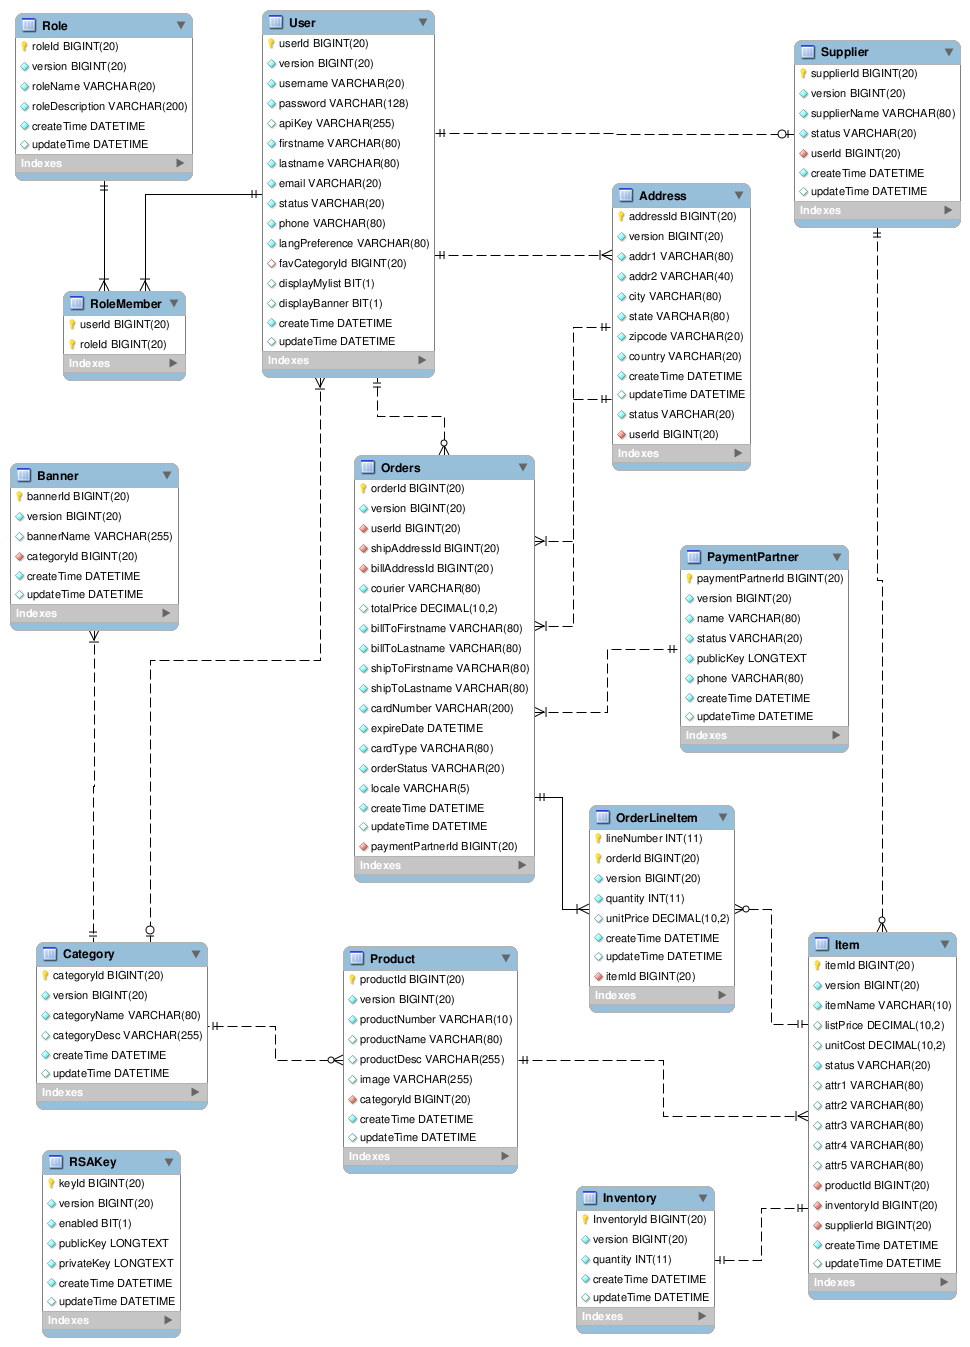 Role
roleId BIGINT(20)
version BIGINT(20)
roleName VARCHAR(20)
roleDescription VARCHAR(200)
createTime DATETIME
updateTime DATETIME
Indexes
User
userId BIGINT(20)
version BIGINT(20)
username VARCHAR(20)
password VARCHAR(128)
apiKey VARCHAR(255)
firstname VARCHAR(80)
lastname VARCHAR(80)
email VARCHAR(20)
status VARCHAR(20)
phone VARCHAR(80)
langPreference VARCHAR(80)
favCategoryId BIGINT(20)
displayMylist BIT(1)
displayBanner BIT(1)
createTime DATETIME
updateTime DATETIME
Indexes
Supplier
supplierId BIGINT(20)
version BIGINT(20)
supplierName VARCHAR(80)
status VARCHAR(20)
userId BIGINT(20)
createTime DATETIME
updateTime DATETIME
Indexes
Address
addressId BIGINT(20)
version BIGINT(20)
addr1 VARCHAR(80)
addr2 VARCHAR(40)
city VARCHAR(80)
state VARCHAR(80)
zipcode VARCHAR(20)
country VARCHAR(20)
createTime DATETIME
updateTime DATETIME
status VARCHAR(20)
userId BIGINT(20)
Indexes
RoleMember
userId BIGINT(20)
roleId BIGINT(20)
Indexes
Banner
bannerId BIGINT(20)
version BIGINT(20)
bannerName VARCHAR(255)
categoryId BIGINT(20)
createTime DATETIME
updateTime DATETIME
Indexes
Orders
orderId BIGINT(20)
version BIGINT(20)
userId BIGINT(20)
shipAddressId BIGINT(20)
billAddressId BIGINT(20)
courier VARCHAR(80)
totalPrice DECIMAL(10,2)
billToFirstname VARCHAR(80)
billToLastname VARCHAR(80)
shipToFirstname VARCHAR(80)
shipToLastname VARCHAR(80)
cardNumber VARCHAR(200)
expireDate DATETIME
cardType VARCHAR(80)
orderStatus VARCHAR(20)
locale VARCHAR(5)
createTime DATETIME
updateTime DATETIME
paymentPartnerId BIGINT(20)
Indexes
PaymentPartner
paymentPartnerId BIGINT(20)
version BIGINT(20)
name VARCHAR(80)
status VARCHAR(20)
publicKey LONGTEXT
phone VARCHAR(80)
createTime DATETIME
updateTime DATETIME
Indexes
OrderLineItem
lineNumber INT(11)
orderId BIGINT(20)
version BIGINT(20)
quantity INT(11)
unitPrice DECIMAL(10,2)
createTime DATETIME
updateTime DATETIME
itemId BIGINT(20)
Indexes
Category
categoryId BIGINT(20)
version BIGINT(20)
categoryName VARCHAR(80)
categoryDesc VARCHAR(255)
createTime DATETIME
updateTime DATETIME
Indexes
Product
productId BIGINT(20)
version BIGINT(20)
productNumber VARCHAR(10)
productName VARCHAR(80)
productDesc VARCHAR(255)
image VARCHAR(255)
categoryId BIGINT(20)
createTime DATETIME
updateTime DATETIME
Indexes
Item
itemId BIGINT(20)
version BIGINT(20)
itemName VARCHAR(10)
listPrice DECIMAL(10,2)
unitCost DECIMAL(10,2)
status VARCHAR(20)
attr1 VARCHAR(80)
attr2 VARCHAR(80)
attr3 VARCHAR(80)
attr4 VARCHAR(80)
attr5 VARCHAR(80)
productId BIGINT(20)
inventoryId BIGINT(20)
supplierId BIGINT(20)
createTime DATETIME
updateTime DATETIME
Indexes
RSAKey
keyId BIGINT(20)
version BIGINT(20)
enabled BIT(1)
publicKey LONGTEXT
privateKey LONGTEXT
createTime DATETIME
updateTime DATETIME
Indexes
Inventory
InventoryId BIGINT(20)
version BIGINT(20)
quantity INT(11)
createTime DATETIME
updateTime DATETIME
Indexes